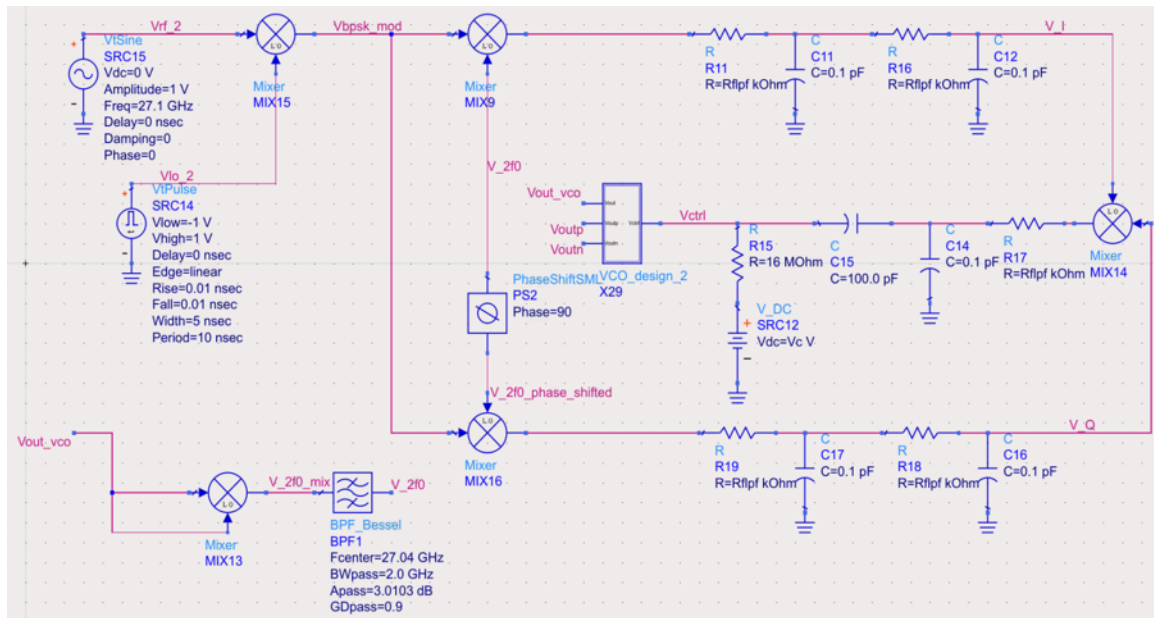 Vrf_2
VtSine
SRC15
Vdc=0 V
Amplitude=1 V
Freq=27.1 GHz
Delay=0 nsec
Damping=0
Phase=0
LO
Mixer
MIX15
Vbpsk_mod
LO
Mixer
MIX9
R
R11
R=Rflpf kOhm
C
C11
C=0.1 pF
R
R16
R=Rflpf kOhm
C
C12
C=0.1 pF
V_I
Vlo_2
VtPulse
SRC14
Vlow=-1 V
Vhigh=1 V
Delay=0 nsec
Edge=linear
Rise=0.01 nsec
Fall=0.01 nsec
Width=5 nsec
Period=10 nsec
V_2f0
Vout_vco
Voutp
Voutn
VCO_design_2
X29
Vctrl
R
R15
R=16 MOhm
C
C15
C=100.0 pF
C
C14
C=0.1 pF
R
R17
R=Rflpf kOhm
LO
Mixer
MIX14
PhaseShiftSML
PS2
Phase=90
V_DC
SRC12
Vdc=Vc V
V_2f0_phase_shifted
LO
Mixer
MIX16
R
R19
R=Rflpf kOhm
C
C17
C=0.1 pF
R
R18
R=Rflpf kOhm
C
C16
C=0.1 pF
V_Q
Vout_vco
LO
Mixer
MIX13
V_2f0_mix
V_2f0
BPF_Bessel
BPF1
Fcenter=27.04 GHz
BWpass=2.0 GHz
Apass=3.0103 dB
GDpass=0.9